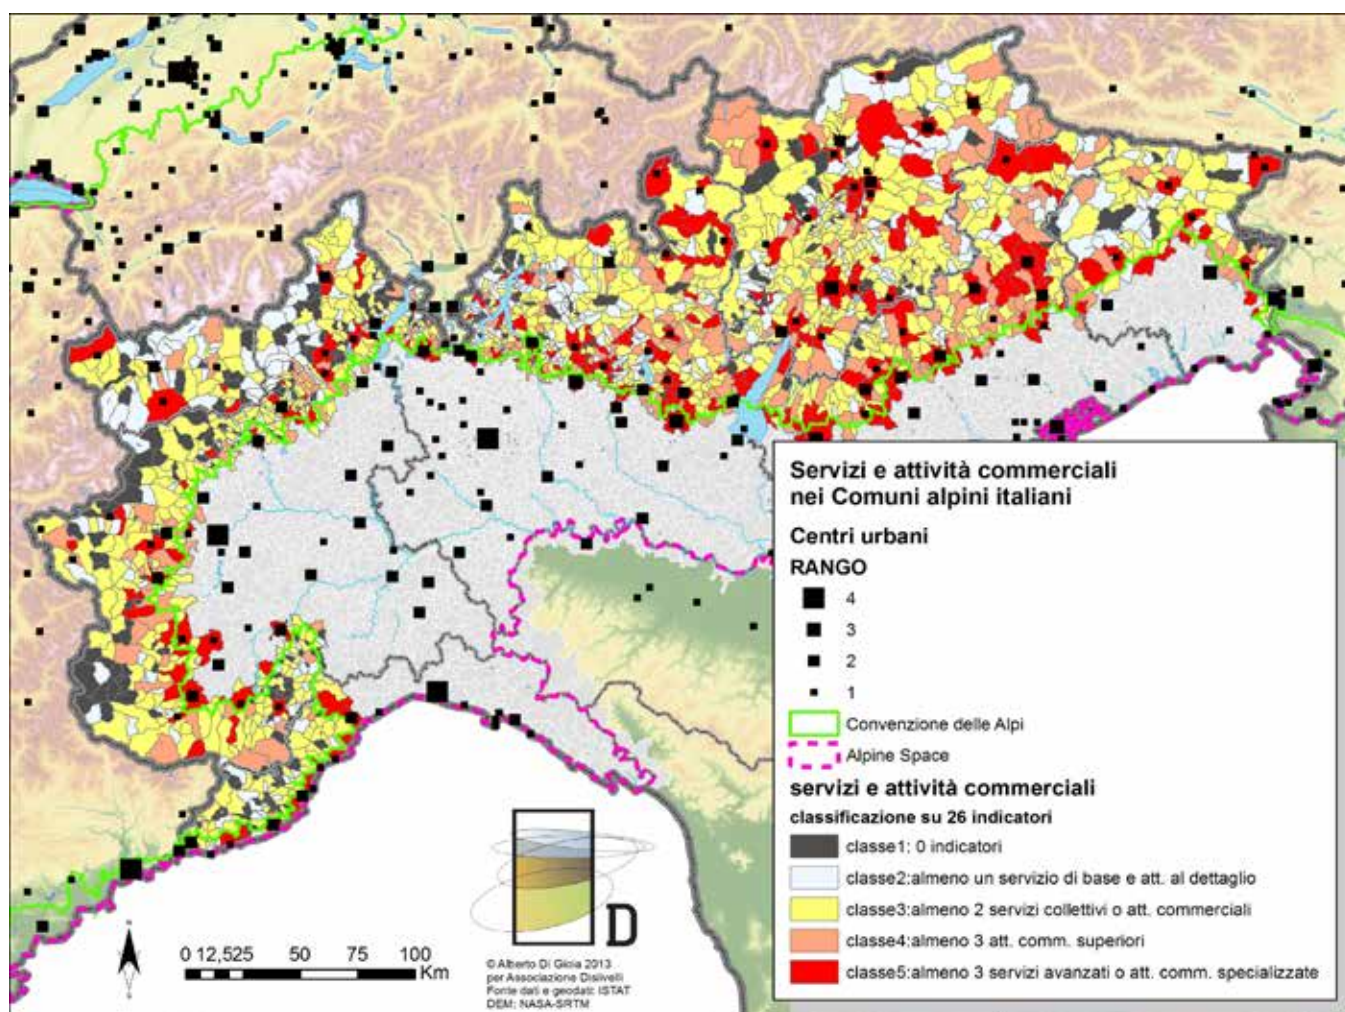 Servizi e attività commerciali
nei Comuni alpini italiani
Centri urbani
RANGO
4
3
2
1
Convenzione delle Alpi
Alpine Space
servizi e attività commerciali
classificazione su 26 indicatori
classe1: 0 indicatori
classe2:almeno un servizio di base e att. al dettaglio
classe3:almeno 2 servizi collettivi o att. commerciali
classe4:almeno 3 att. comm. superiori
classe5:almeno 3 servizi avanzati o att. comm. specializzate
D
0 12,525 50 75 100
Km
© Alberto Di Gioia 2013
per Associazione Dislivelli
Fonte dati e geodati: ISTAT
DEM: NASA-SRTM